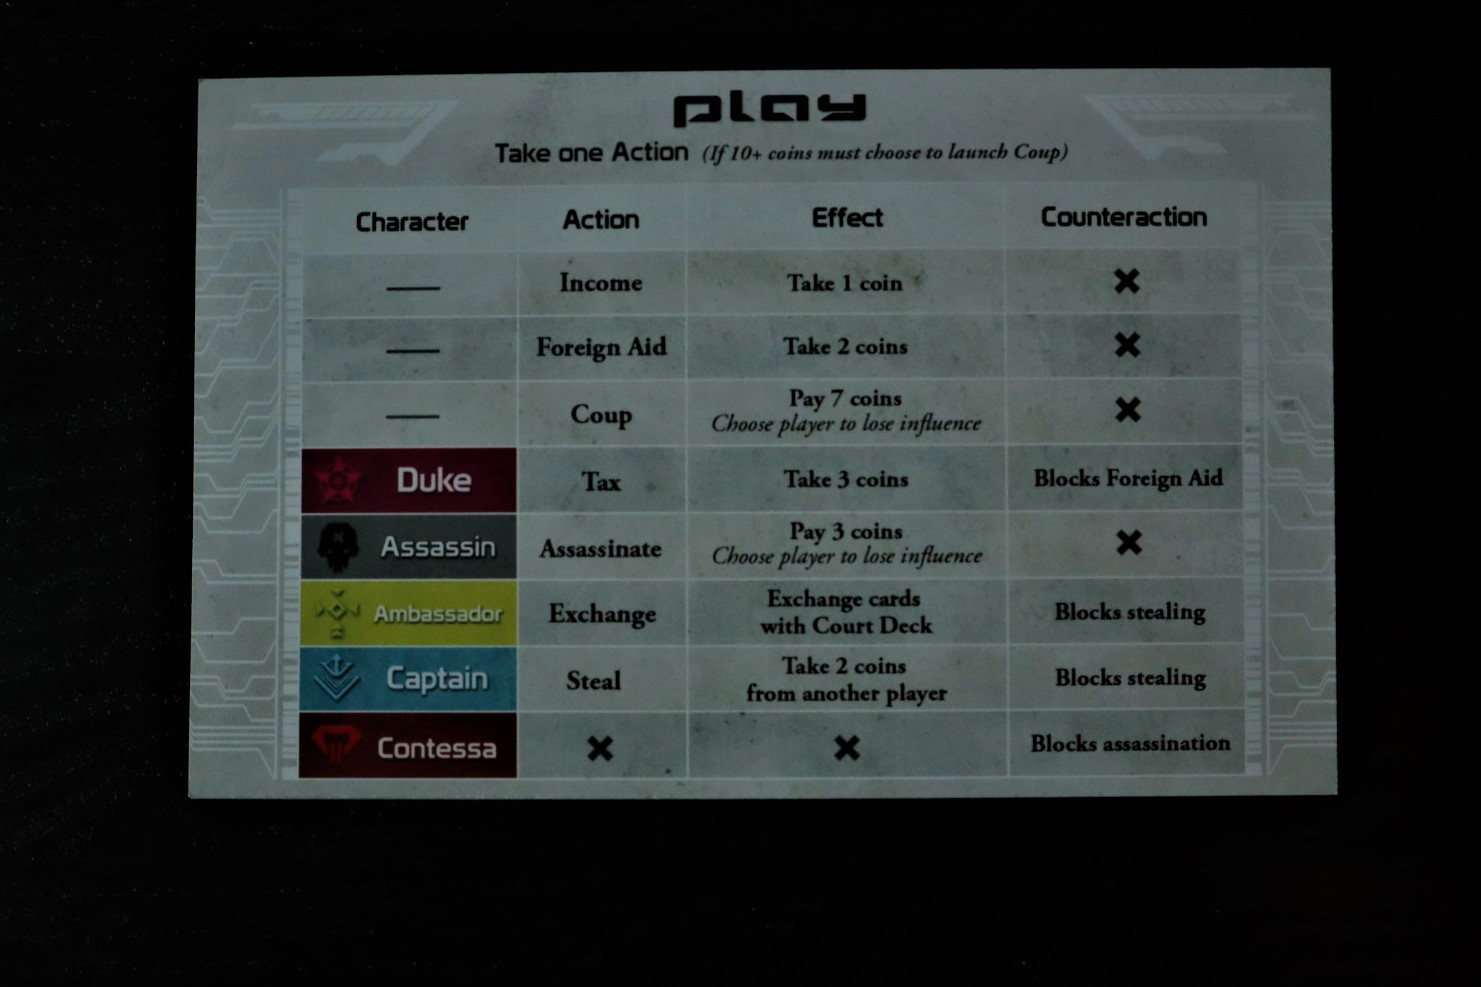 play
Take one Action (If 10+ coins must choose to launch Coup)
Character Action Effect Counteraction
— Income Take 1 coin ✖
— Foreign Aid Take 2 coins ✖
— Coup Pay 7 coins ✖
Choose player to lose influence
Duke Tax Take 3 coins Blocks Foreign Aid
Assassin Assassinate Pay 3 coins ✖
Choose player to lose influence
Ambassador Exchange Exchange cards Blocks stealing
with Court Deck
Captain Steal Take 2 coins Blocks stealing
from another player
Contessa ✖ ✖ Blocks assassination